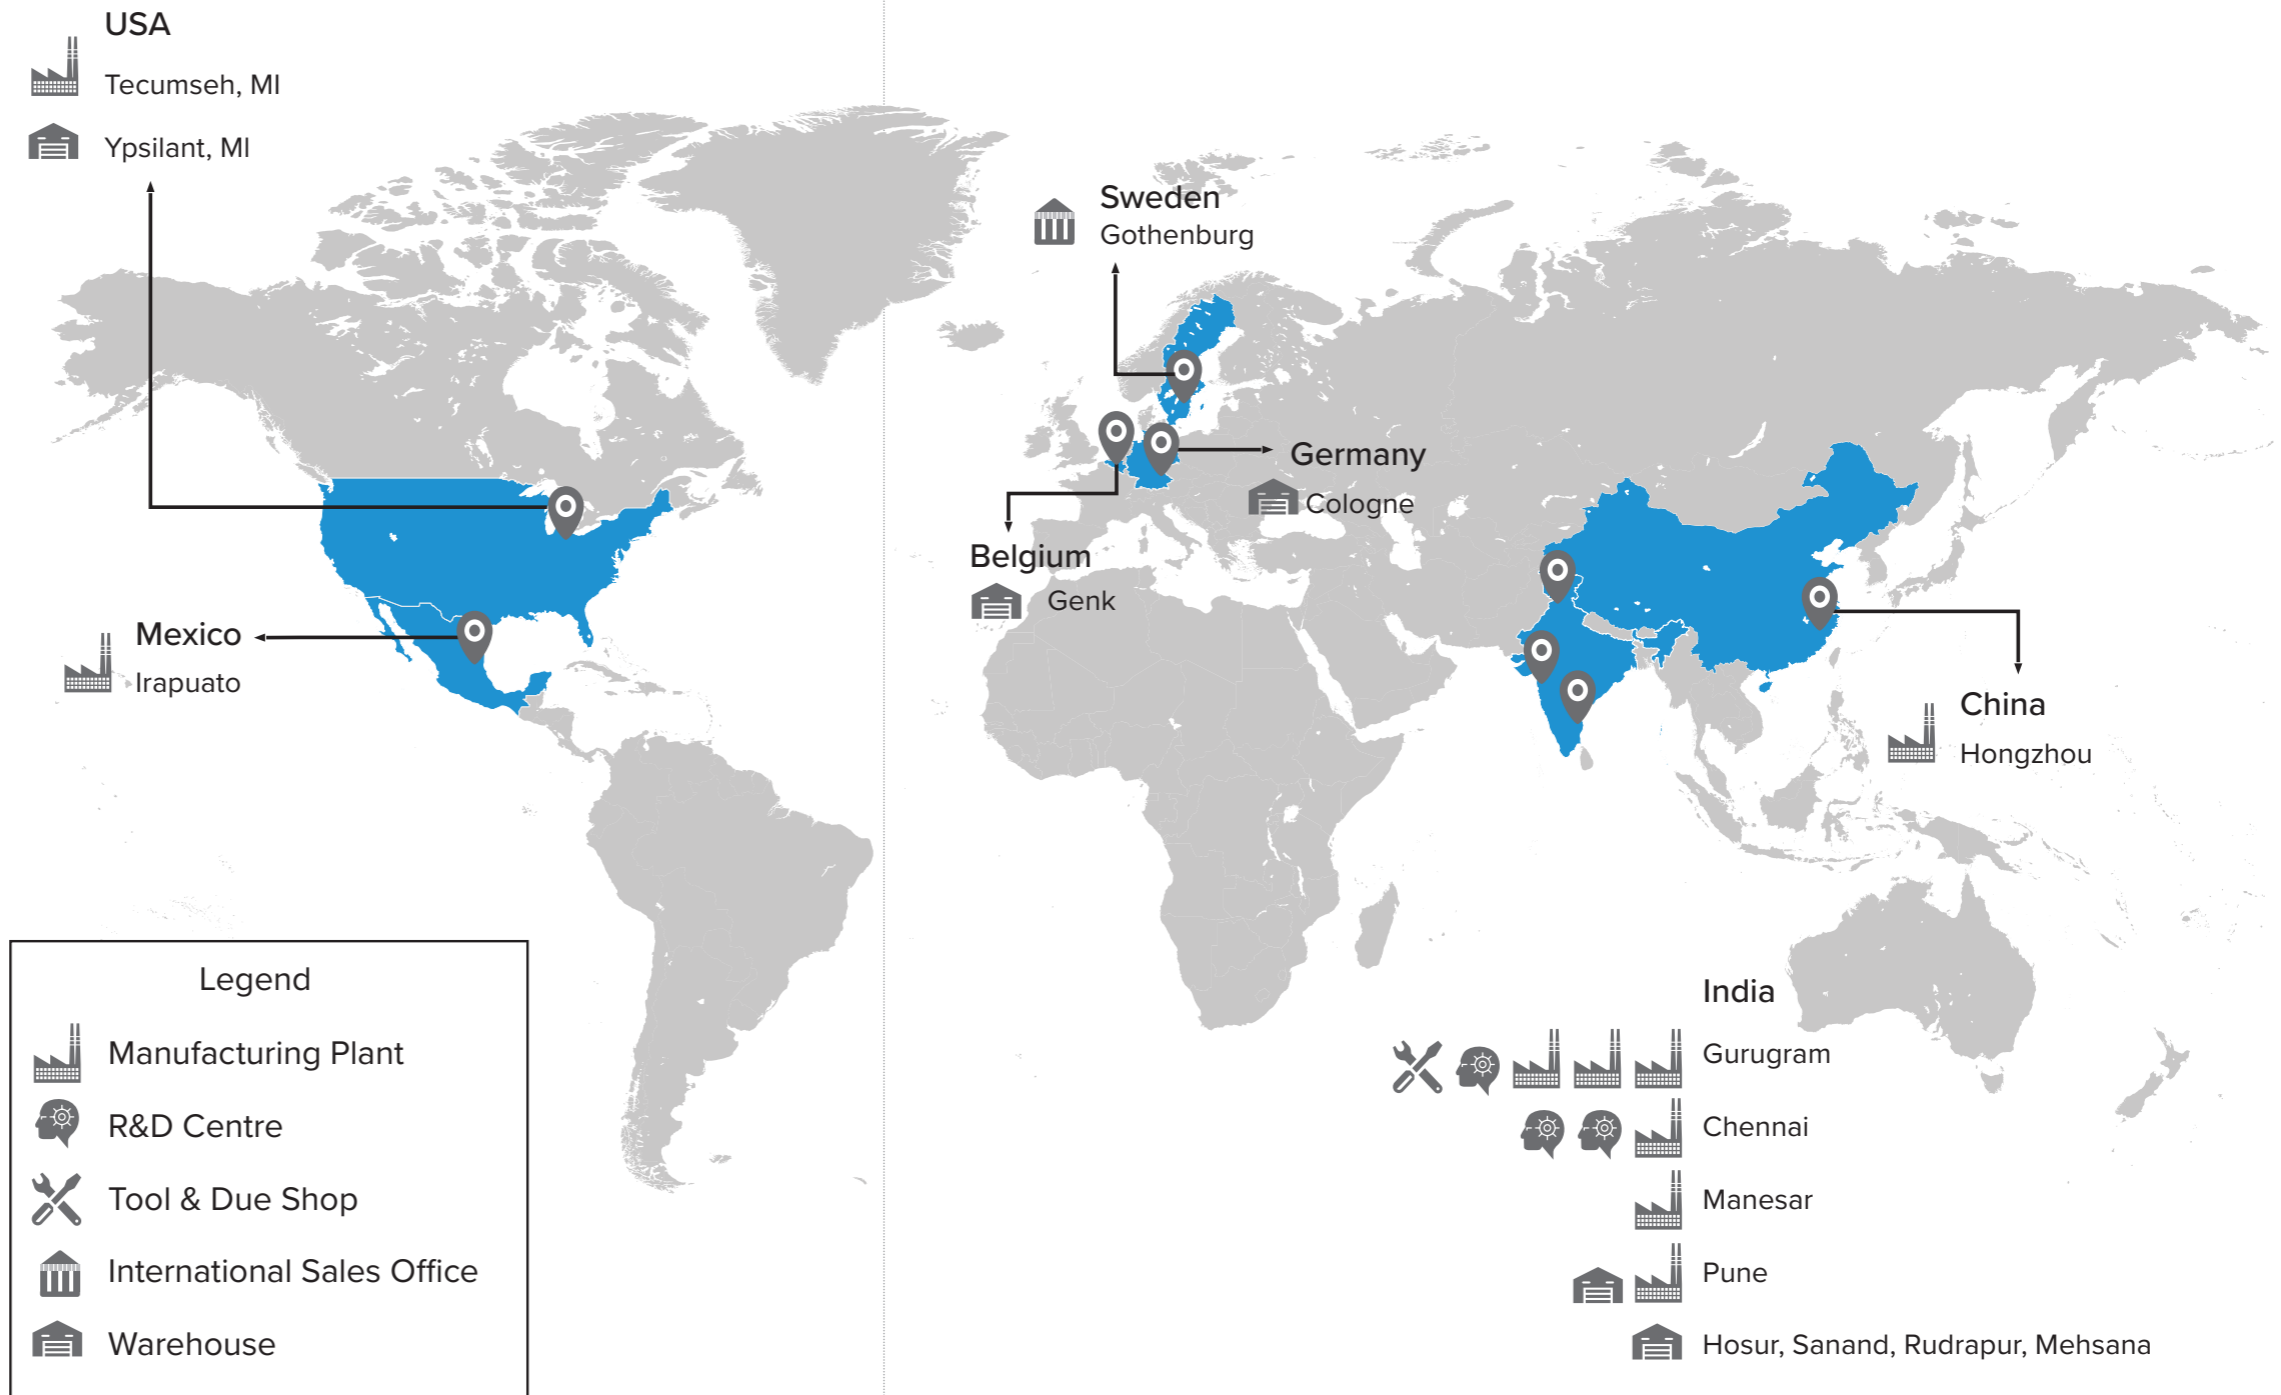 USA
Tecumseh, MI
Ypsilant, MI
Sweden
Gothenburg
Germany
Cologne
Belgium
Genk
Mexico
Irapuato
China
Hongzhou
Legend
Manufacturing Plant
R&D Centre
Tool & Due Shop
International Sales Office
Warehouse
India
Gurugram
Chennai
Manesar
Pune
Hosur, Sanand, Rudrapur, Mehsana